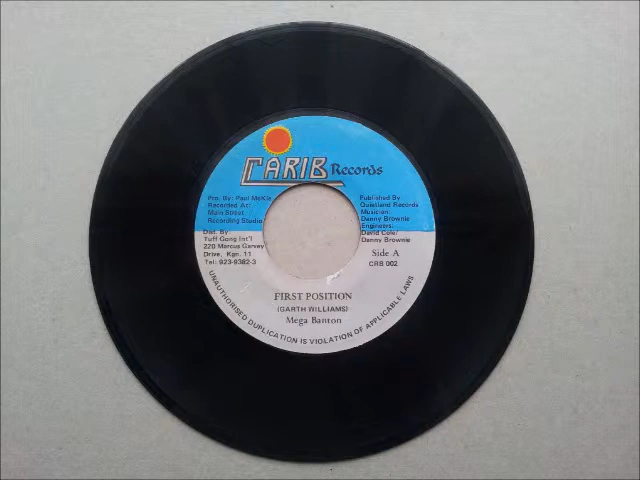 CARIB Records
Pro. By: Paul McKie
Recorded At:
Main Street
Recording Studio
Dist. By:
Tuff Gong Int'l
220 Marcus Garvey
Drive, Kgn. 11
Tel: 923-9382-3
Published By
Quietland Records
Music on:
Danny Brownie
Engineers:
David Cole/
Danny Brownie
Side A
CRB 002
FIRST POSITION
(GARTH WILLIAMS)
Mega Banton
UNAUTHORISED DUPLICATION IS VIOLATION OF APPLICABLE LAWS